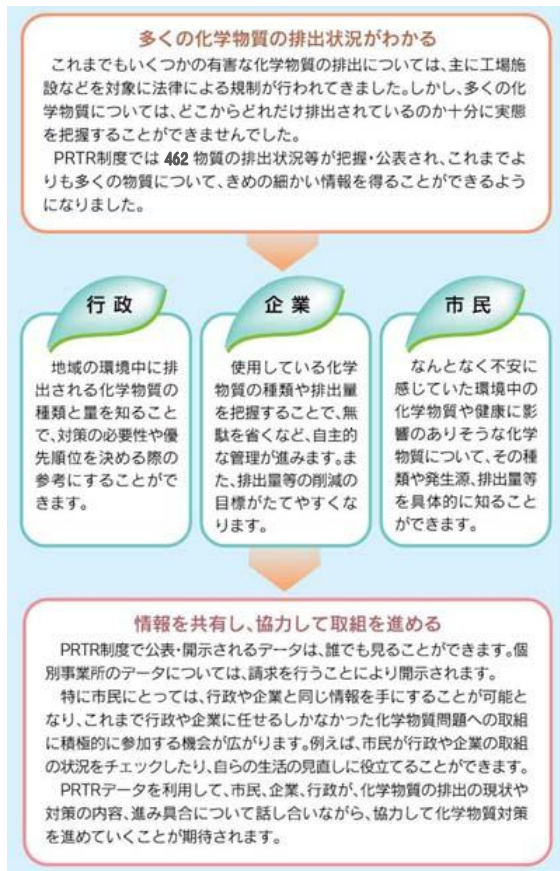 多くの化学物質の排出状況がわかる
これまでもいくつかの有害な化学物質の排出については、主に工場施
設などを対象に法律による規制が行われてきました。しかし、多くの化
学物質については、どこからどれだけ排出されているのか十分に実態
を把握することができませんでした。
PRTR制度では 462 物質の排出状況等が把握・公表され、これまでよ
りも多くの物質について、きめの細かい情報を得ることができるよう
になりました。
行政
地域の環境中に排
出される化学物質の
種類と量を知ること
で、対策の必要性や優
先順位を決める際の
参考にすることがで
きます。
企業
使用している化学
物質の種類や排出量
を把握することで、無
駄を省くなど、自主的
な管理が進みます。ま
た、排出量等の削減の
目標がたてやすくな
ります。
市民
なんとなく不安に
感じていた環境中の
化学物質や健康に影
響のありそうな化学
物質について、その種
類や発生源、排出量等
を具体的に知ること
ができます。
情報を共有し、協力して取組を進める
PRTR制度で公表・開示されるデータは、誰でも見ることができます。個
別事業所のデータについては、請求を行うことにより開示されます。
特に市民にとっては、行政や企業と同じ情報を手にすることが可能と
なり、これまで行政や企業に任せるしかなかった化学物質問題への取組
に積極的に参加する機会が広がります。例えば、市民が行政や企業の取組
の状況をチェックしたり、自らの生活の見直しに役立てることができます。
PRTRデータを利用して、市民、企業、行政が、化学物質の排出の現状や
対策の内容、進み具合について話し合いながら、協力して化学物質対策
を進めていくことが期待されます。